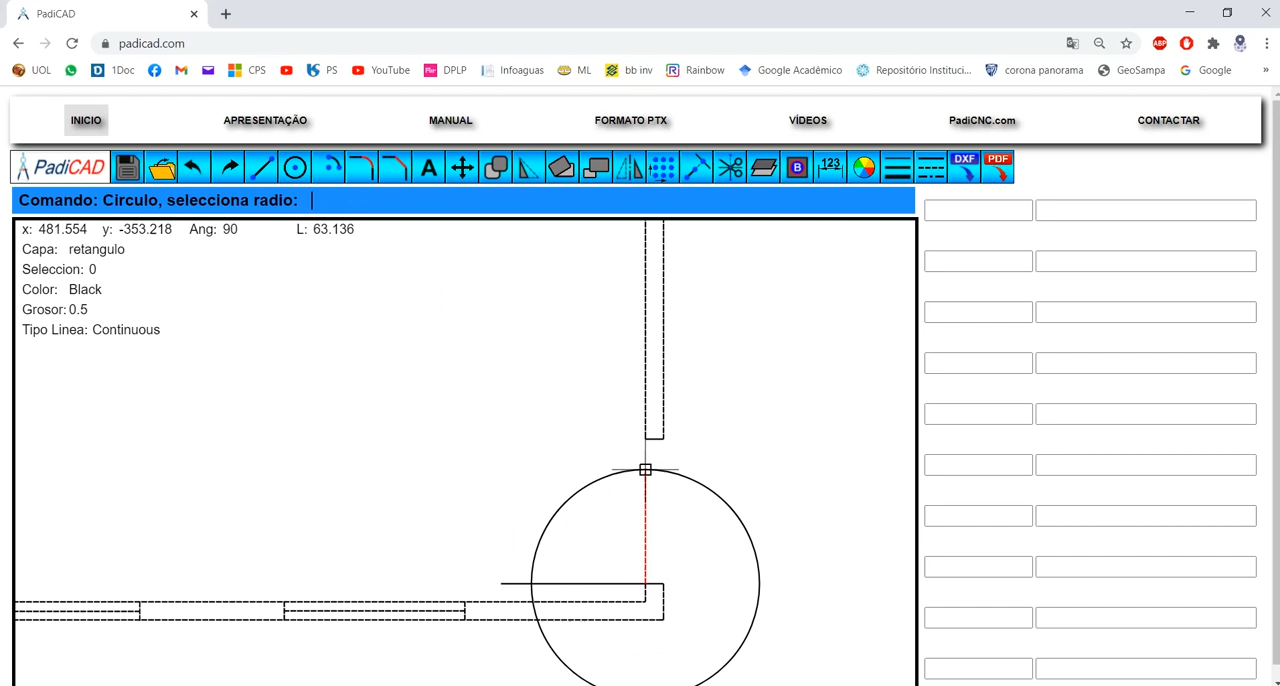 PadiCAD
padicad.com
UOL 1Doc CPS PS YouTube DPLP Infoaguas ML bb inv Rainbow Google Acadêmico Repositório Instituci... corona panorama GeoSampa Google »
INICIO APRESENTAÇÃO MANUAL FORMATO PTX VÍDEOS PadiCNC.com CONTACTAR
PadiCAD A B 123 DXF PDF
Comando: Circulo, selecciona radio:
x: 481.554 y: -353.218 Ang: 90 L: 63.136
Capa: retangulo
Seleccion: 0
Color: Black
Grosor: 0.5
Tipo Linea: Continuous